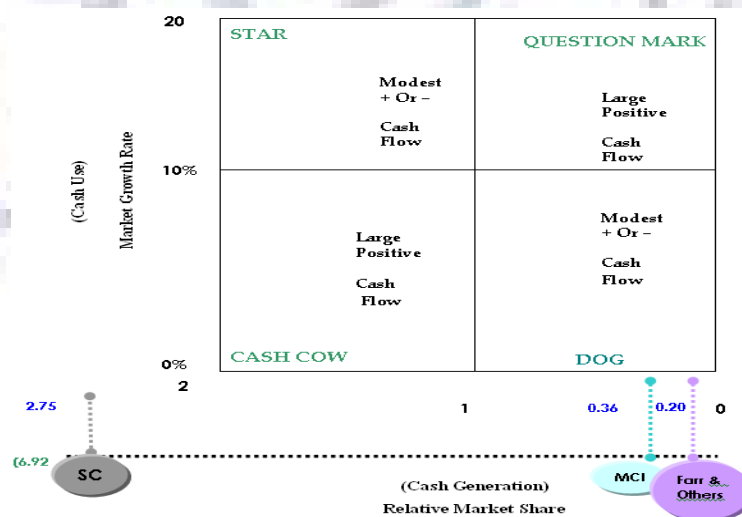 20
STAR
QUESTION MARK
Modest
+ Or –
Cash
Flow
Large
Positive
Cash
Flow
(Cash Use)
Market Growth Rate
10%
Large
Positive
Cash
Flow
Modest
+ Or –
Cash
Flow
0%
CASH COW
DOG
2
1
0
2.75
0.36
0.20
(6.92
SC
MCI
Farr &
Others
(Cash Generation)
Relative Market Share